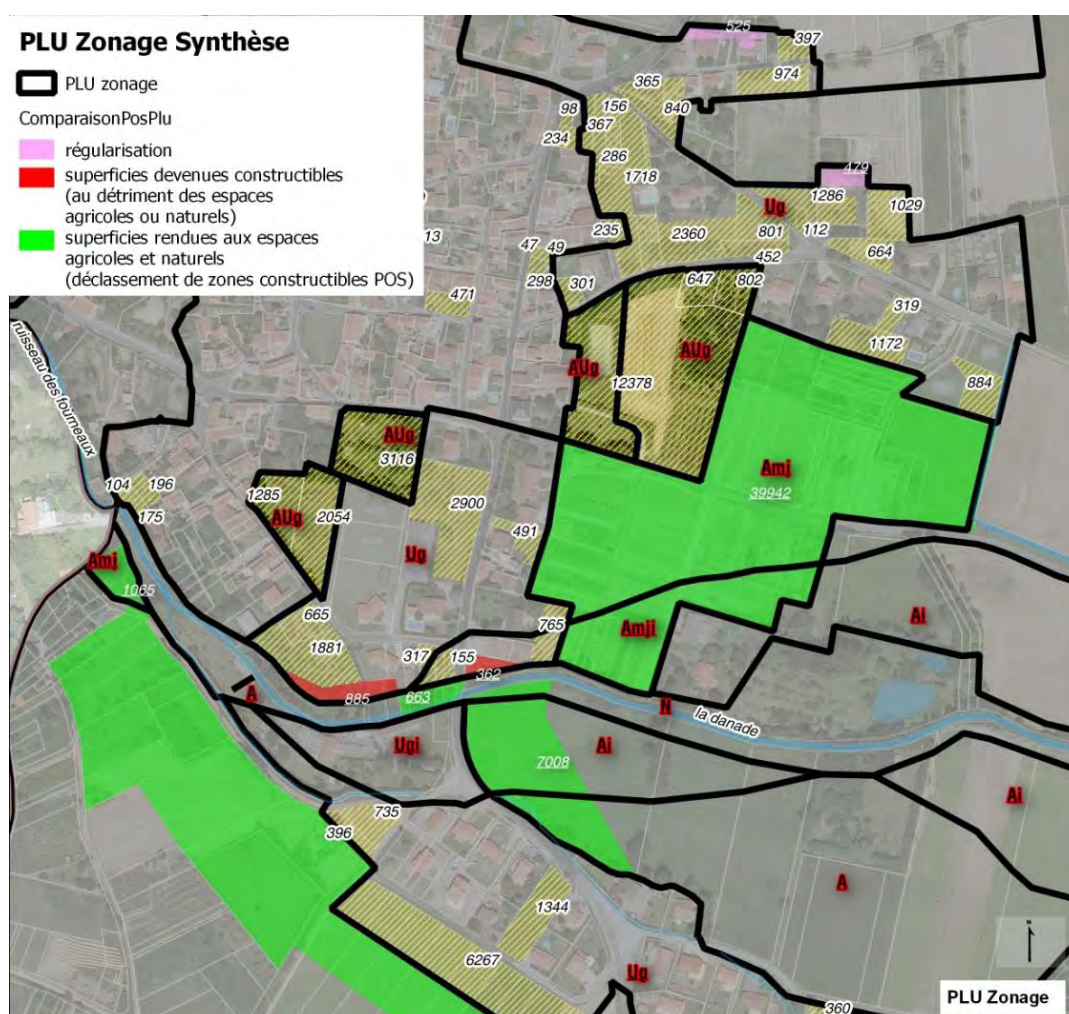 PLU Zonage Synthèse
PLU zonage
ComparaisonPosPlu
régularisation
superficies devenues constructibles
(au détriment des espaces
agricoles ou naturels)
superficies rendues aux espaces
agricoles et naturels
(déclassement de zones constructibles POS)
525
397
365
974
98
156
840
367
234
286
1718
479
1286
1029
Ug
235
2360
801
112
13
47
49
452
664
298
301
647
802
471
319
1172
AUg
AUg
12378
884
ruisseau des fourneaux
AUg
3116
Amj
39942
104
196
175
1285
AUg
2054
2900
491
Ug
Amj
1065
665
765
Amji
Ai
1881
317
155
362
A
885
663
N
la danade
Ugi
Ai
7008
Ai
735
396
A
1344
6267
Ug
N
PLU Zonage
360